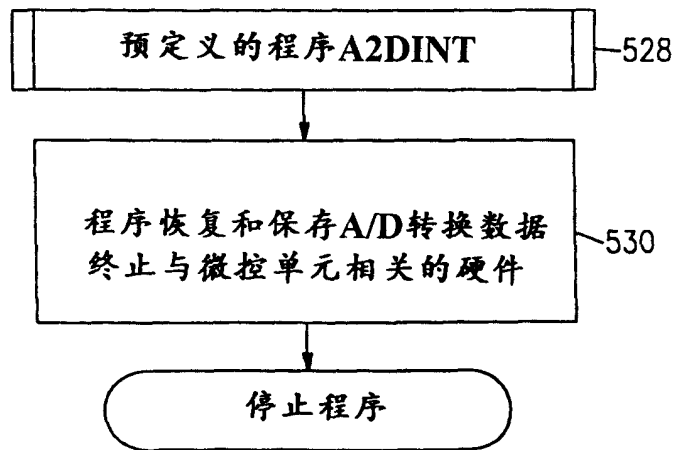 预定义的程序A2DINT
528
程序恢复和保存A/D转换数据
终止与微控单元相关的硬件
530
停止程序